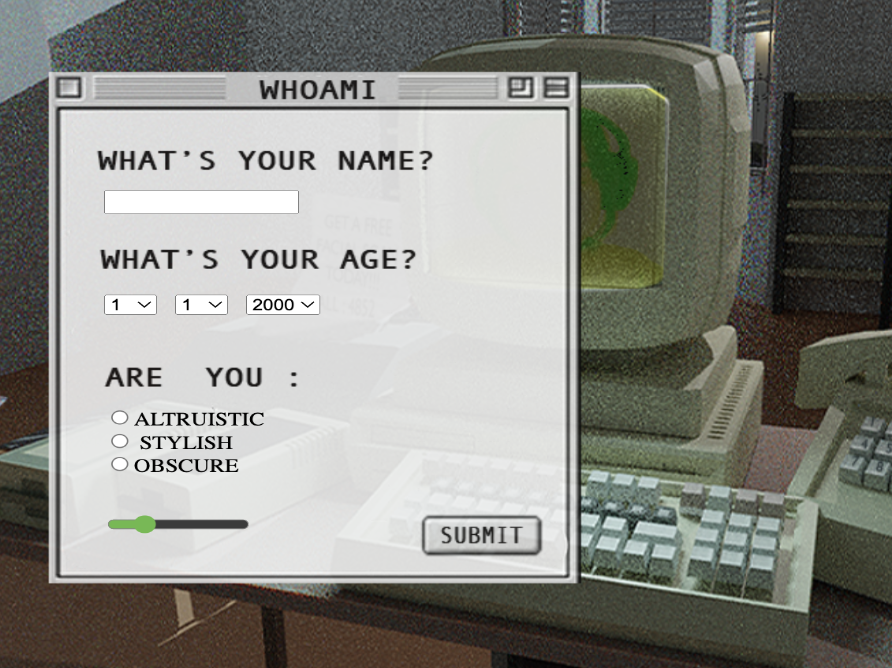 WHOAMI
WHAT'S YOUR NAME?
WHAT'S YOUR AGE?
1 1 2000
ARE YOU :
ALTRUISTIC
STYLISH
OBSCURE
SUBMIT